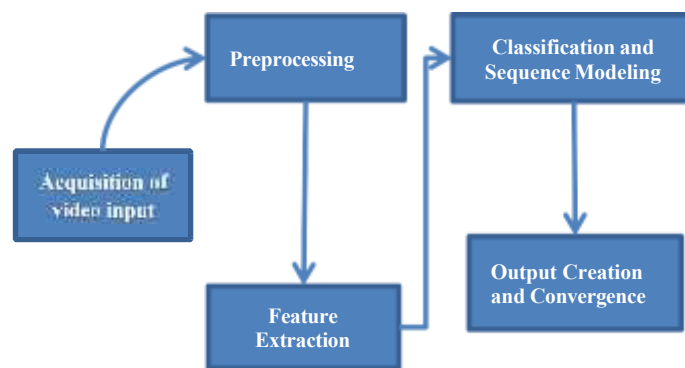 Acquisition of
video input
Preprocessing
Feature
Extraction
Classification and
Sequence Modeling
Output Creation
and Convergence